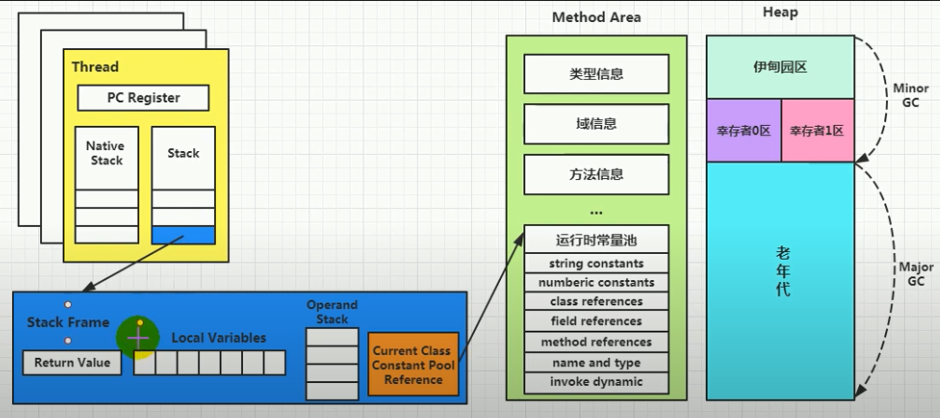 Thread
PC Register
Native
Stack
Stack
Stack Frame
Return Value
Local Variables
Operand
Stack
Current Class
Constant Pool
Reference
Method Area
类型信息
域信息
方法信息
...
运行时常量池
string constants
numberic constants
class references
field references
method references
name and type
invoke dynamic
Heap
伊甸园区
幸存者0区
幸存者1区
老
年
代
Minor
GC
Major
GC